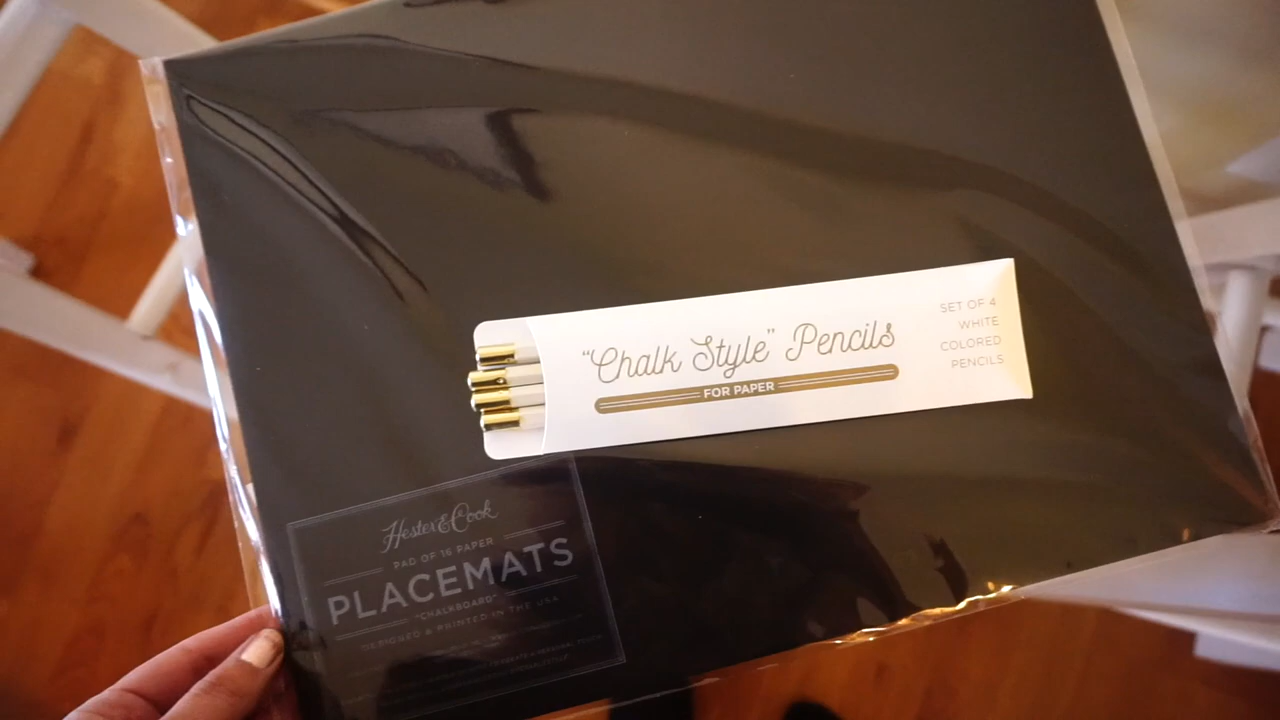 "Chalk Style" Pencils
FOR PAPER
SET OF 4
WHITE
COLORED
PENCILS
Hester & Cook
PAD OF 16 PAPER
PLACEMATS
"CHALKBOARD"
DESIGNED & PRINTED IN THE USA